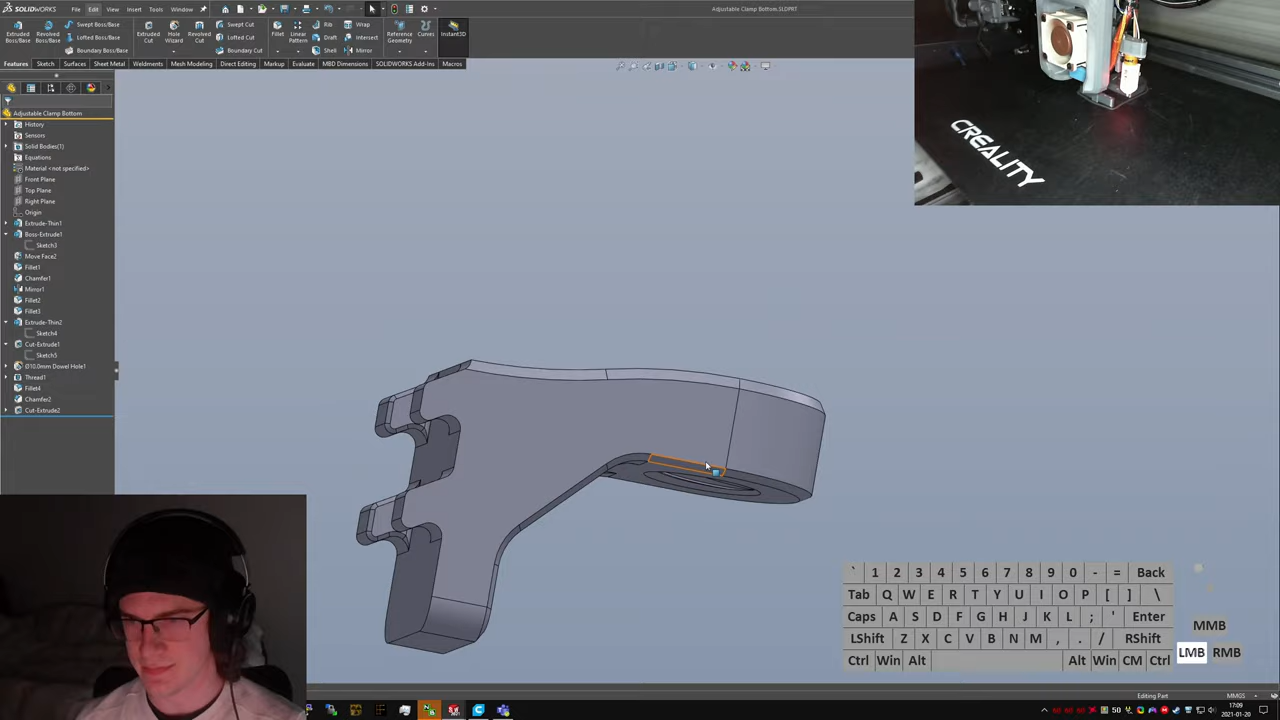 SOLIDWORKS File Edit View Insert Tools Window
Adjustable Clamp Bottom.SLDPRT
Extruded Boss/Base
Revolved Boss/Base
Swept Boss/Base
Lofted Boss/Base
Boundary Boss/Base
Extruded Cut
Hole Wizard
Revolved Cut
Swept Cut
Lofted Cut
Boundary Cut
Fillet
Linear Pattern
Rib
Draft
Shell
Wrap
Intersect
Mirror
Reference Geometry
Curves
Instant3D
Features Sketch Surfaces Sheet Metal Weldments Mesh Modeling Direct Editing Markup Evaluate MBD Dimensions SOLIDWORKS Add-Ins Macros
Adjustable Clamp Bottom
History
Sensors
Solid Bodies(1)
Equations
Material <not specified>
Front Plane
Top Plane
Right Plane
Origin
Extrude-Thin1
Boss-Extrude1
Sketch3
Move Face2
Fillet1
Chamfer1
Mirror1
Fillet2
Fillet3
Extrude-Thin2
Sketch4
Cut-Extrude1
Sketch5
Ø10.0mm Dowel Hole1
Thread1
Fillet4
Chamfer2
Cut-Extrude2
CREALITY
` 1 2 3 4 5 6 7 8 9 0 - = Back
Tab Q W E R T Y U I O P [ ] \
Caps A S D F G H J K L ; ' Enter
LShift Z X C V B N M , . / RShift
Ctrl Win Alt Alt Win CM Ctrl
MMB
LMB RMB
Editing Part MMGS
17:09
2021-01-20